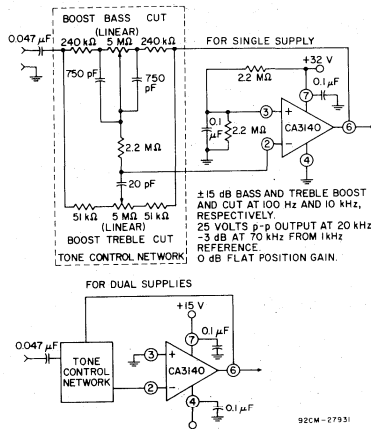 BOOST BASS CUT
(LINEAR)
0.047 μF 240 kΩ 5 MΩ 240 kΩ
FOR SINGLE SUPPLY
+32 V
0.1 μF
2.2 MΩ
750 pF
750 pF
7
3
+
CA3140
6
0.1 μF
2.2 MΩ
2
−
4
2.2 MΩ
20 pF
51 kΩ 5 MΩ 51 kΩ
(LINEAR)
BOOST TREBLE CUT
TONE CONTROL NETWORK
±15 dB BASS AND TREBLE BOOST
AND CUT AT 100 Hz AND 10 kHz,
RESPECTIVELY.
25 VOLTS p-p OUTPUT AT 20 kHz
-3 dB AT 70 kHz FROM 1kHz
REFERENCE.
0 dB FLAT POSITION GAIN.
FOR DUAL SUPPLIES
+15 V
0.1 μF
0.047 μF
7
3
+
CA3140
6
TONE
CONTROL
NETWORK
2
−
4
0.1 μF
92CM-27931